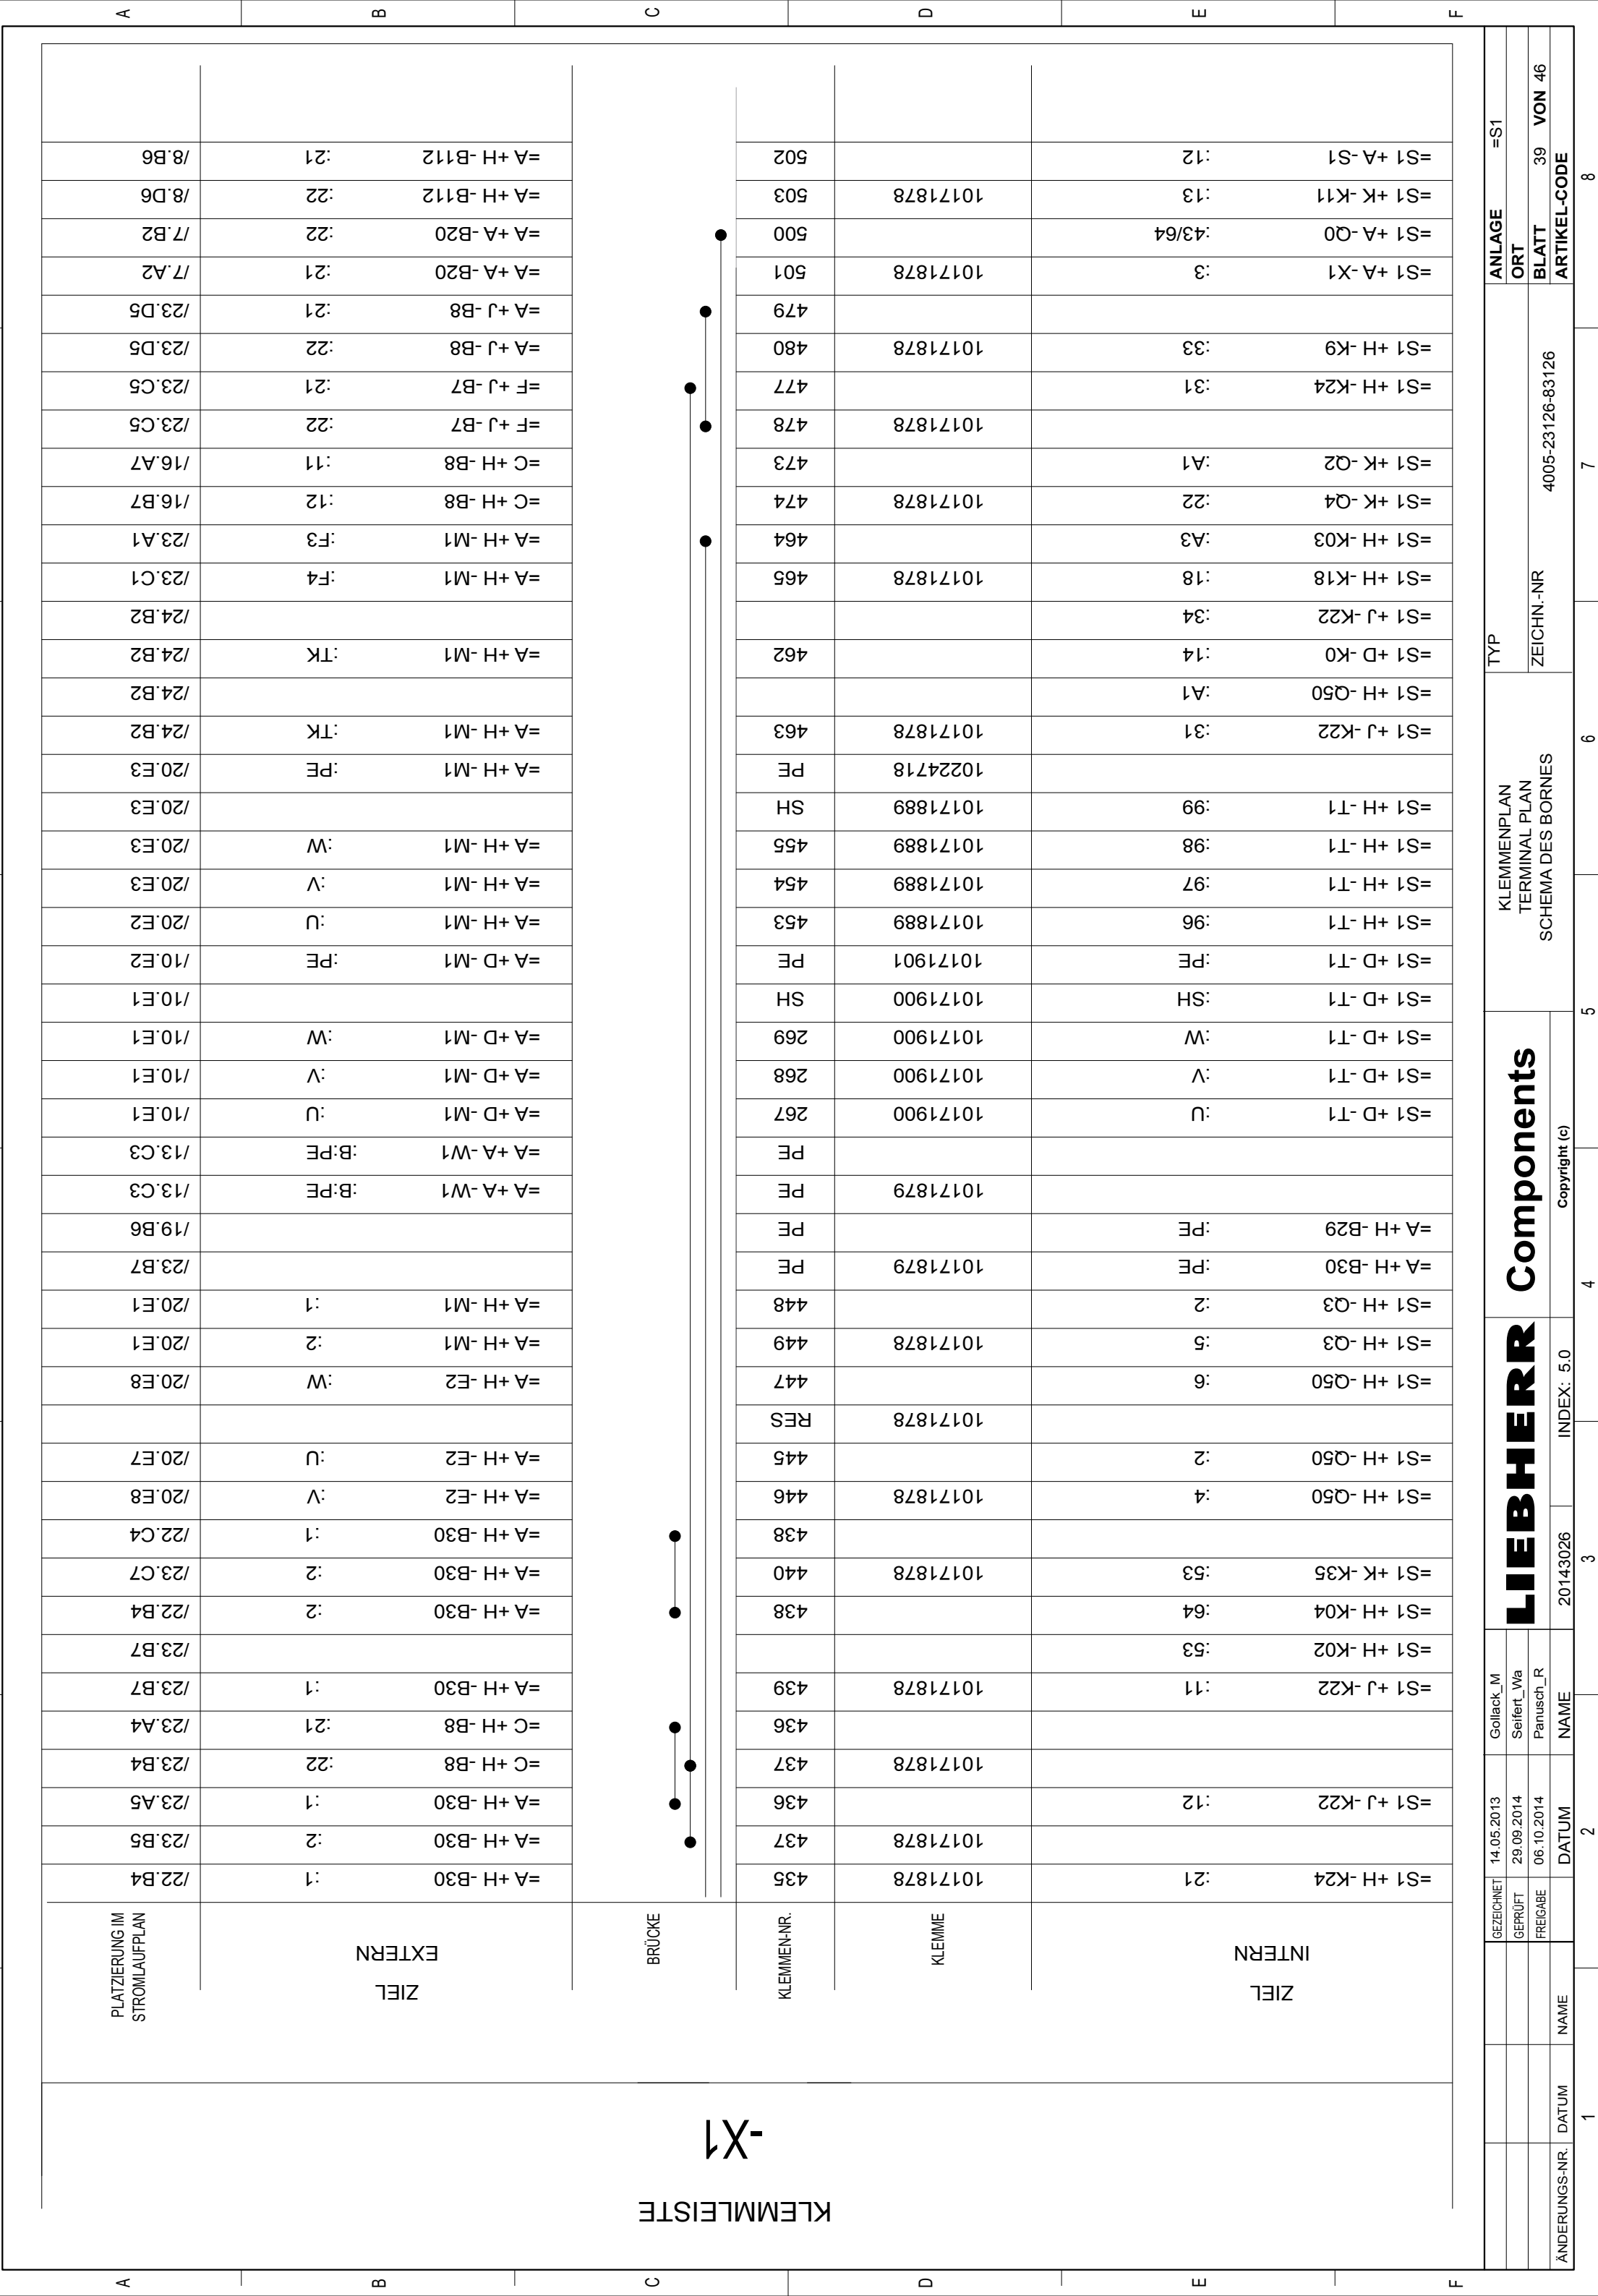 KLEMMLEISTE
-X1
ZIEL
INTERN
KLEMME
KLEMMEN-NR.
BRÜCKE
ZIEL
EXTERN
PLATZIERUNG IM
STROMLAUFPLAN
=S1 +H -K24 :21 10171878 435 =A +H -B30 :1 /22.B4
10171878 437 =A +H -B30 :2 /23.B5
=S1 +J -K22 :12 436 =A +H -B30 :1 /23.A5
10171878 437 =C +H -B8 :22 /23.B4
436 =C +H -B8 :21 /23.A4
=S1 +J -K22 :11 10171878 439 =A +H -B30 :1 /23.B7
=S1 +H -K02 :53 /23.B7
=S1 +H -K04 :64 438 =A +H -B30 :2 /22.B4
=S1 +K -K35 :53 10171878 440 =A +H -B30 :2 /23.C7
438 =A +H -B30 :1 /22.C4
=S1 +H -Q50 :4 10171878 446 =A +H -E2 :V /20.E8
=S1 +H -Q50 :2 445 =A +H -E2 :U /20.E7
10171878 RES
=S1 +H -Q50 :6 447 =A +H -E2 :W /20.E8
=S1 +H -Q3 :5 10171878 449 =A +H -M1 :2 /20.E1
=S1 +H -Q3 :2 448 =A +H -M1 :1 /20.E1
=A +H -B30 :PE 10171879 PE /23.B7
=A +H -B29 :PE PE /19.B6
10171879 PE =A +A -W1 :B:PE /13.C3
PE =A +A -W1 :B:PE /13.C3
=S1 +D -T1 :U 10171900 267 =A +D -M1 :U /10.E1
=S1 +D -T1 :V 10171900 268 =A +D -M1 :V /10.E1
=S1 +D -T1 :W 10171900 269 =A +D -M1 :W /10.E1
=S1 +D -T1 :SH 10171900 SH /10.E1
=S1 +D -T1 :PE 10171901 PE =A +D -M1 :PE /10.E2
=S1 +H -T1 :96 10171889 453 =A +H -M1 :U /20.E2
=S1 +H -T1 :97 10171889 454 =A +H -M1 :V /20.E3
=S1 +H -T1 :98 10171889 455 =A +H -M1 :W /20.E3
=S1 +H -T1 :99 10171889 SH /20.E3
10224718 PE =A +H -M1 :PE /20.E3
=S1 +J -K22 :31 10171878 463 =A +H -M1 :TK /24.B2
=S1 +H -Q50 :A1 /24.B2
=S1 +D -K0 :14 462 =A +H -M1 :TK /24.B2
=S1 +J -K22 :34 /24.B2
=S1 +H -K18 :18 10171878 465 =A +H -M1 :F4 /23.C1
=S1 +H -K03 :A3 464 =A +H -M1 :F3 /23.A1
=S1 +K -Q4 :22 10171878 474 =C +H -B8 :12 /16.B7
=S1 +K -Q2 :A1 473 =C +H -B8 :11 /16.A7
10171878 478 =F +J -B7 :22 /23.C5
=S1 +H -K24 :31 477 =F +J -B7 :21 /23.C5
=S1 +H -K9 :33 10171878 480 =A +J -B8 :22 /23.D5
479 =A +J -B8 :21 /23.D5
=S1 +A -X1 :3 10171878 501 =A +A -B20 :21 /7.A2
=S1 +A -Q0 :43/64 500 =A +A -B20 :22 /7.B2
=S1 +K -K11 :13 10171878 503 =A +H -B112 :22 /8.D6
=S1 +A -S1 :12 502 =A +H -B112 :21 /8.B6
A B C D E F
A B C D E F
1 2 3 4 5 6 7 8
ÄNDERUNGS-NR. DATUM NAME
GEZEICHNET 14.05.2013 Gollack_M
GEPRÜFT 29.09.2014 Seifert_Wa
FREIGABE 06.10.2014 Panusch_R
DATUM NAME
LIEBHERR Components
20143026 INDEX: 5.0 Copyright (c)
KLEMMENPLAN
TERMINAL PLAN
SCHEMA DES BORNES
TYP
ZEICHN.-NR 4005-23126-83126
ANLAGE =S1
ORT
BLATT 39 VON 46
ARTIKEL-CODE